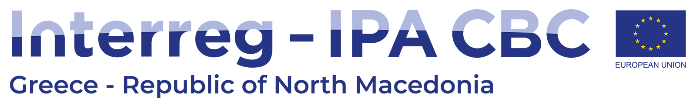 Interreg - IPA CBC
EUROPEAN UNION
Greece - Republic of North Macedonia